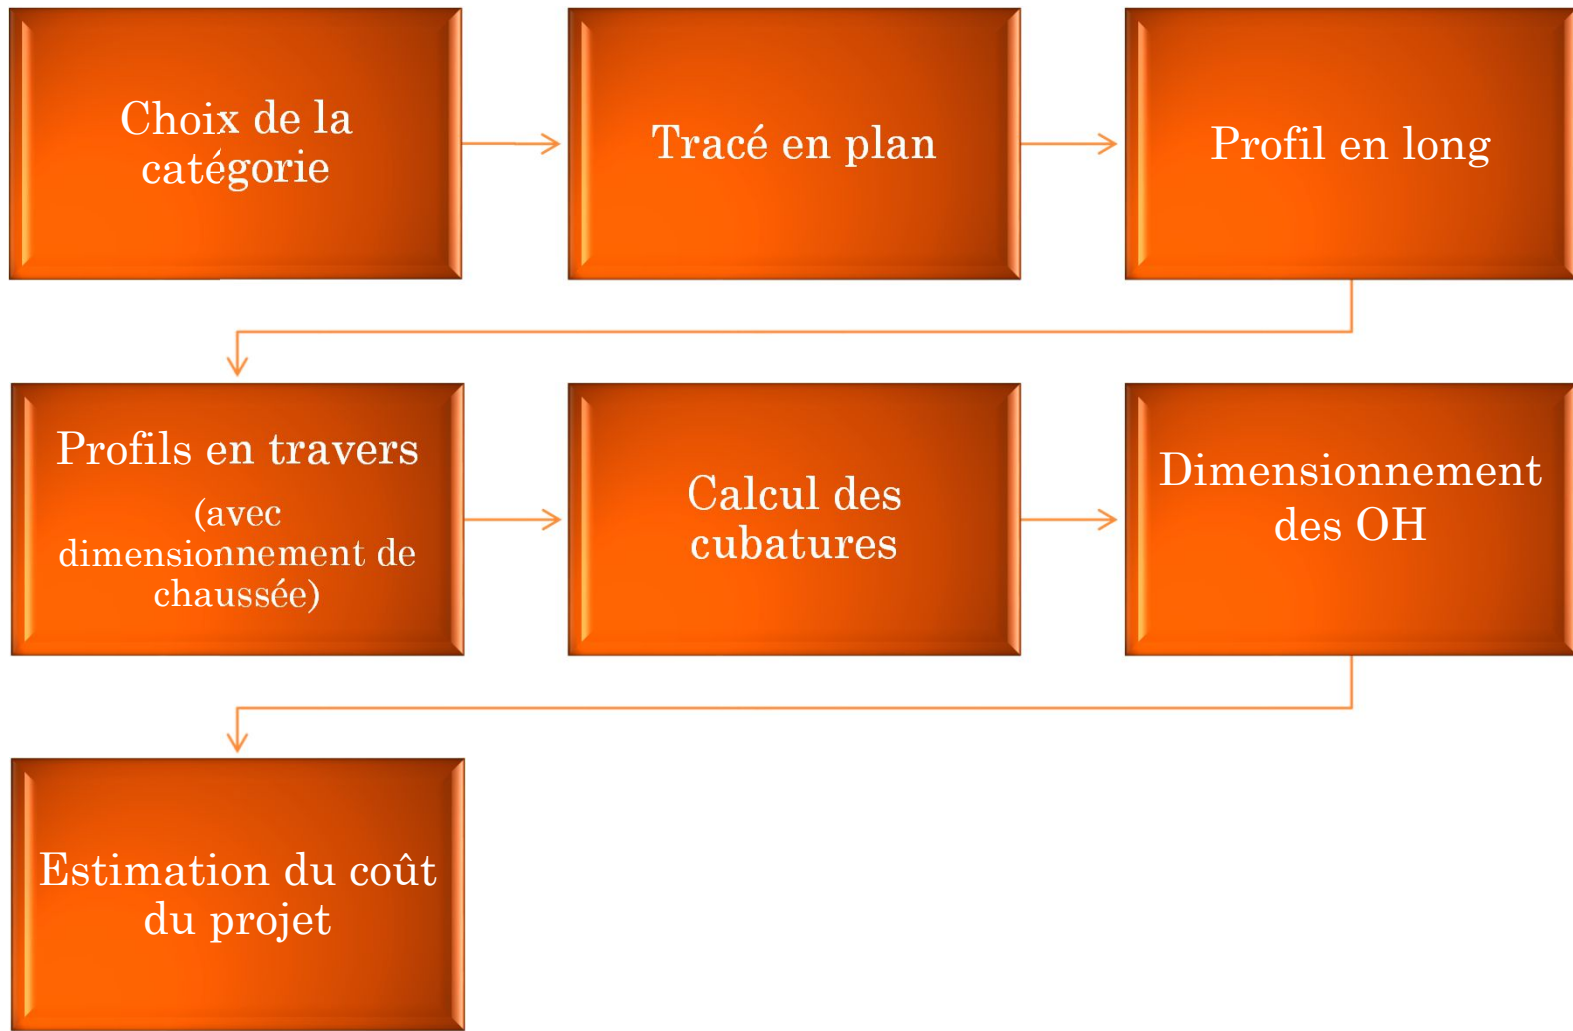 Choix de la
catégorie
Tracé en plan
Profil en long
Profils en travers
(avec
dimensionnement de
chaussée)
Calcul des
cubatures
Dimensionnement
des OH
Estimation du coût
du projet